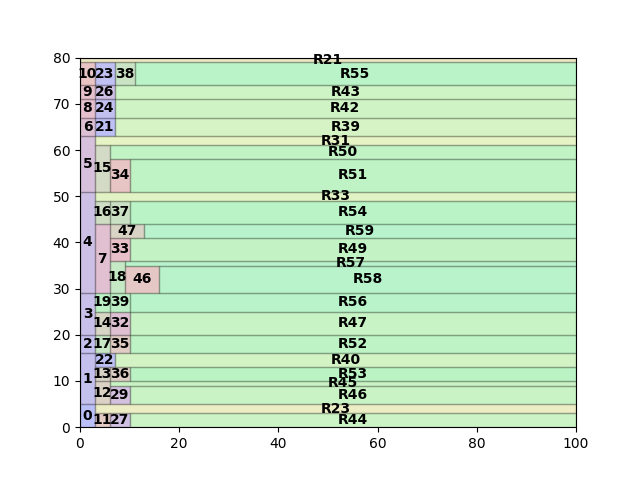 R21
80
10 23 38 R55
9 26 R43
70
8 24 R42
6 21 R39
R31
60
R50
5 15
34 R51
50
R33
16 37 R54
47 R59
4
40
33 R49
7
R57
18 46 R58
30
19 39 R56
3
14 32 R47
20
2 17 35 R52
22 R40
13 36 R53
1
10
R45
12 29 R46
R23
0
11 27 R44
0
0 20 40 60 80 100